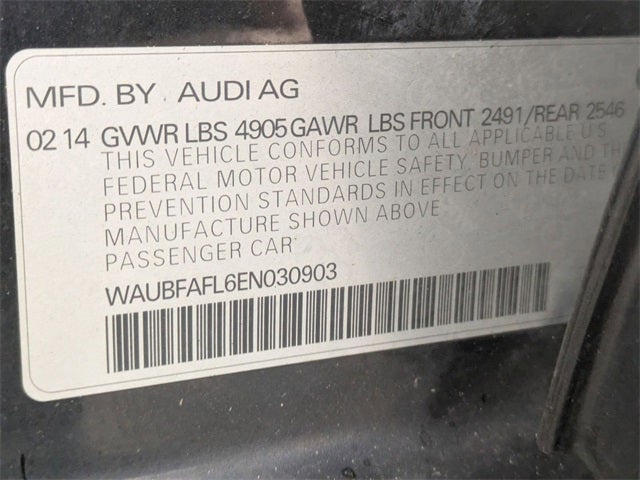 MFD. BY AUDI AG
02 14 GVWR LBS 4905 GAWR LBS FRONT 2491/REAR 2546
THIS VEHICLE CONFORMS TO ALL APPLICABLE U.S
FEDERAL MOTOR VEHICLE SAFETY, BUMPER AND
PREVENTION STANDARDS IN EFFECT ON THE DATE
MANUFACTURE SHOWN ABOVE
PASSENGER CAR
WAUBFAFL6EN030903